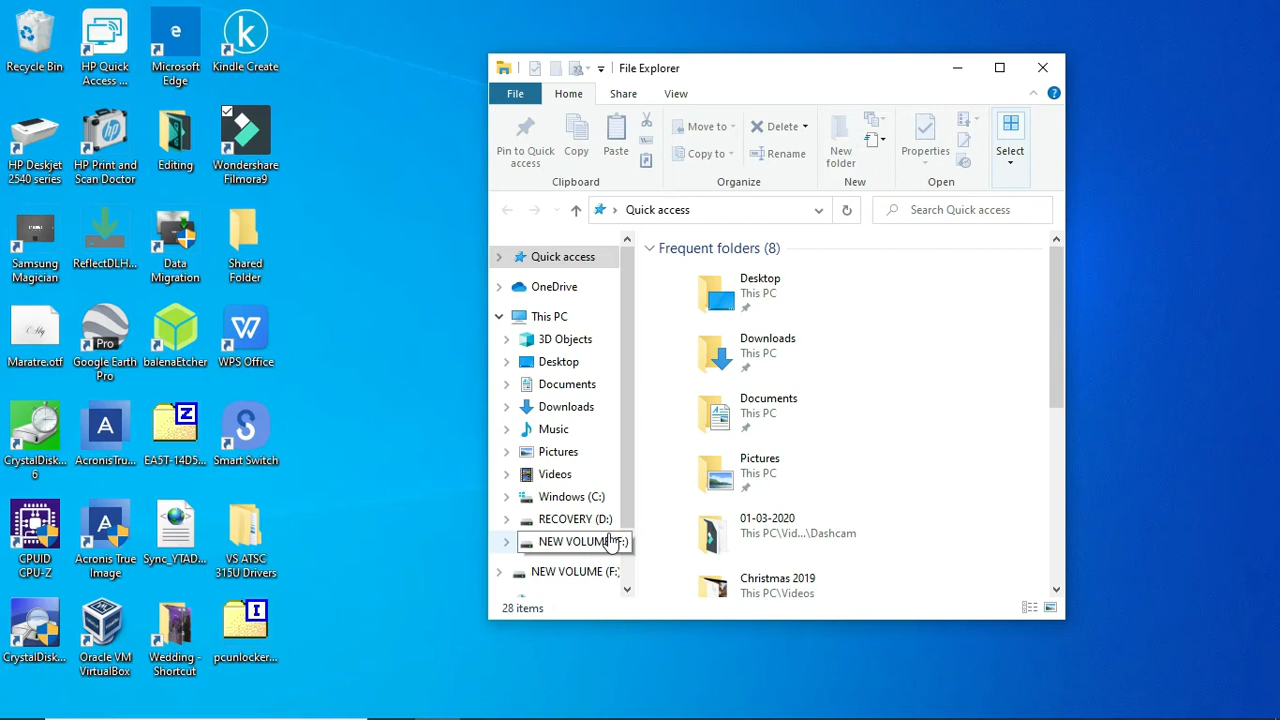 Recycle Bin
HP Quick
Access ...
Microsoft
Edge
Kindle Create
HP Deskjet
2540 series
HP Print and
Scan Doctor
Editing
Wondershare
Filmora9
Samsung
Magician
ReflectDLH...
Data
Migration
Shared
Folder
Maratre.otf
Google Earth
Pro
balenaEtcher
WPS Office
CrystalDisk...
6
AcronisTru...
EA5T-14D5...
Smart Switch
CPUID
CPU-Z
Acronis True
Image
Sync_YTAD...
VS ATSC
315U Drivers
CrystalDisk...
Oracle VM
VirtualBox
Wedding -
Shortcut
pcunlocker...
File Explorer
File
Home
Share
View
Pin to Quick
access
Copy
Paste
Clipboard
Move to
Copy to
Delete
Rename
Organize
New
folder
New
Properties
Open
Select
Quick access
Search Quick access
Quick access
OneDrive
This PC
3D Objects
Desktop
Documents
Downloads
Music
Pictures
Videos
Windows (C:)
RECOVERY (D:)
NEW VOLUME (F:)
NEW VOLUME (F:
Frequent folders (8)
Desktop
This PC
Downloads
This PC
Documents
This PC
Pictures
This PC
01-03-2020
This PC\Vid...\Dashcam
Christmas 2019
This PC\Videos
28 items